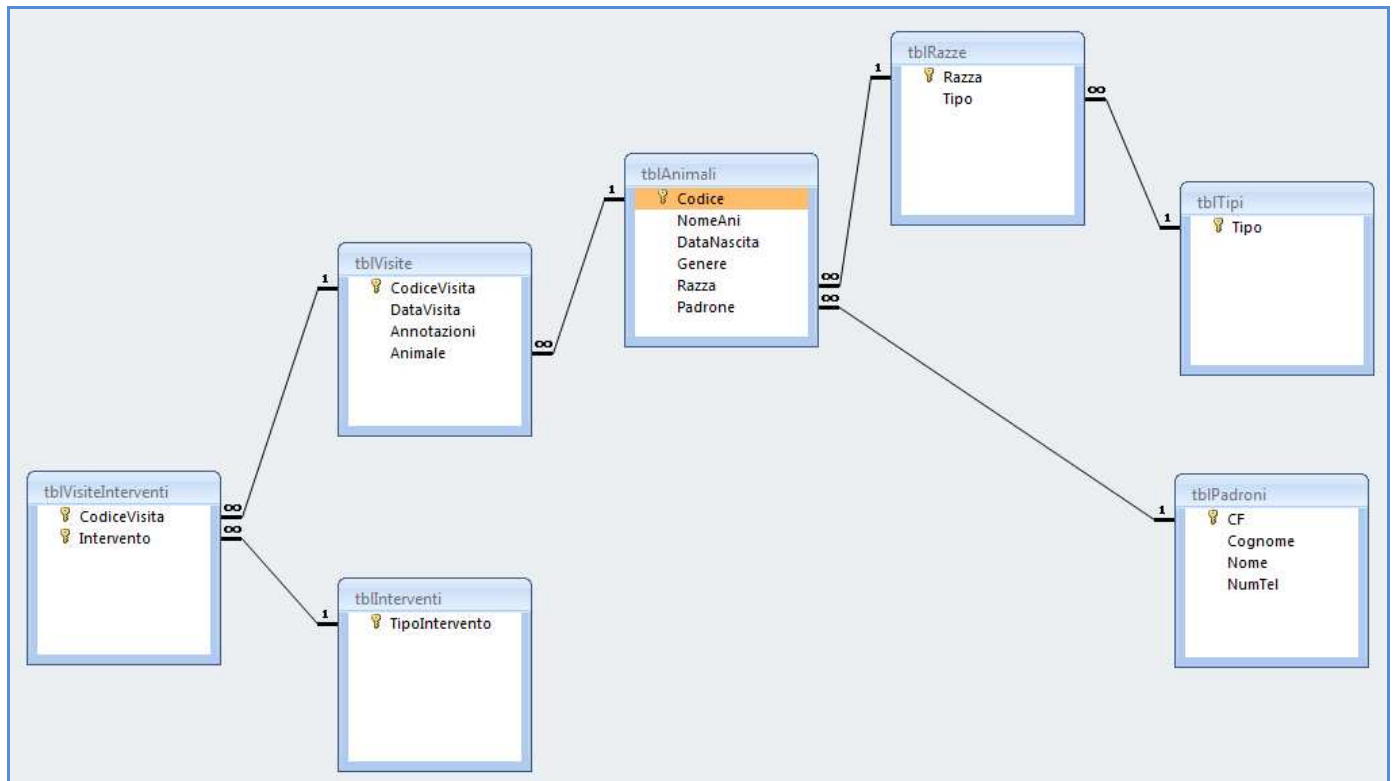 tblRazze
Razza
Tipo
tblAnimali
Codice
NomeAni
DataNascita
Genere
Razza
Padrone
tblTipi
Tipo
tblVisite
CodiceVisita
DataVisita
Annotazioni
Animale
tblVisiteInterventi
CodiceVisita
Intervento
tblPadroni
CF
Cognome
Nome
NumTel
tblInterventi
TipoIntervento
1
∞
1
∞
1
∞
1
∞
1
∞
∞
1